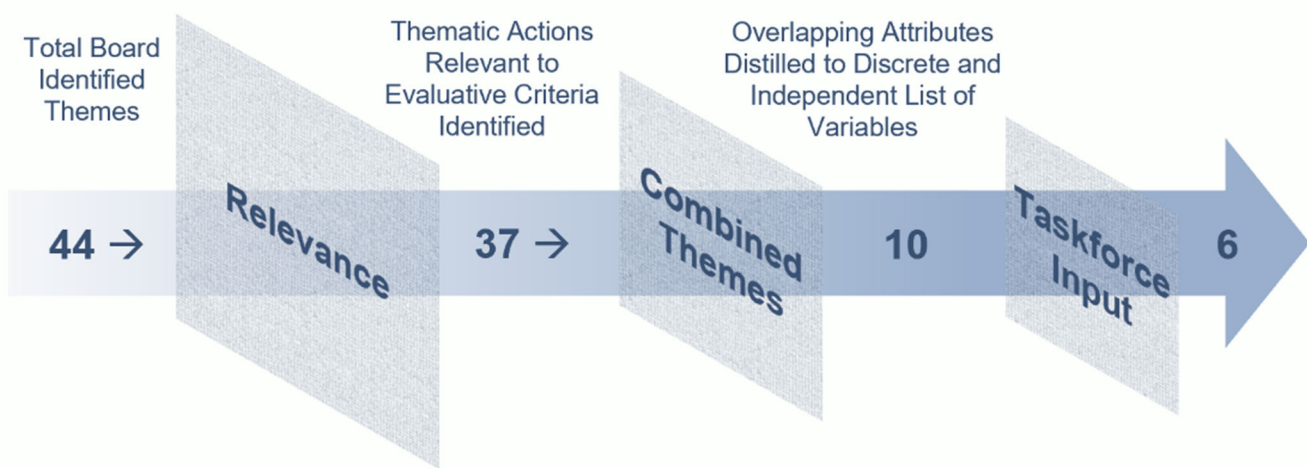 Total Board
Identified
Themes
Thematic Actions
Relevant to
Evaluative Criteria
Identified
Overlapping Attributes
Distilled to Discrete and
Independent List of
Variables
44 →
Relevance
37 →
Combined
Themes
10
Taskforce
Input
6